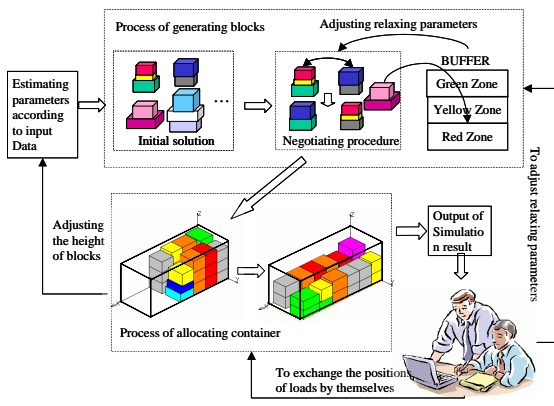 Process of generating blocks
Adjusting relaxing parameters
Estimating
parameters
according
to input
Data
Initial solution
...
Negotiating procedure
BUFFER
Green Zone
Yellow Zone
Red Zone
To adjust relaxing parameters
Adjusting
the height
of blocks
z
z
Process of allocating container
Output of
Simulatio
n result
To exchange the positions
of loads by themselves